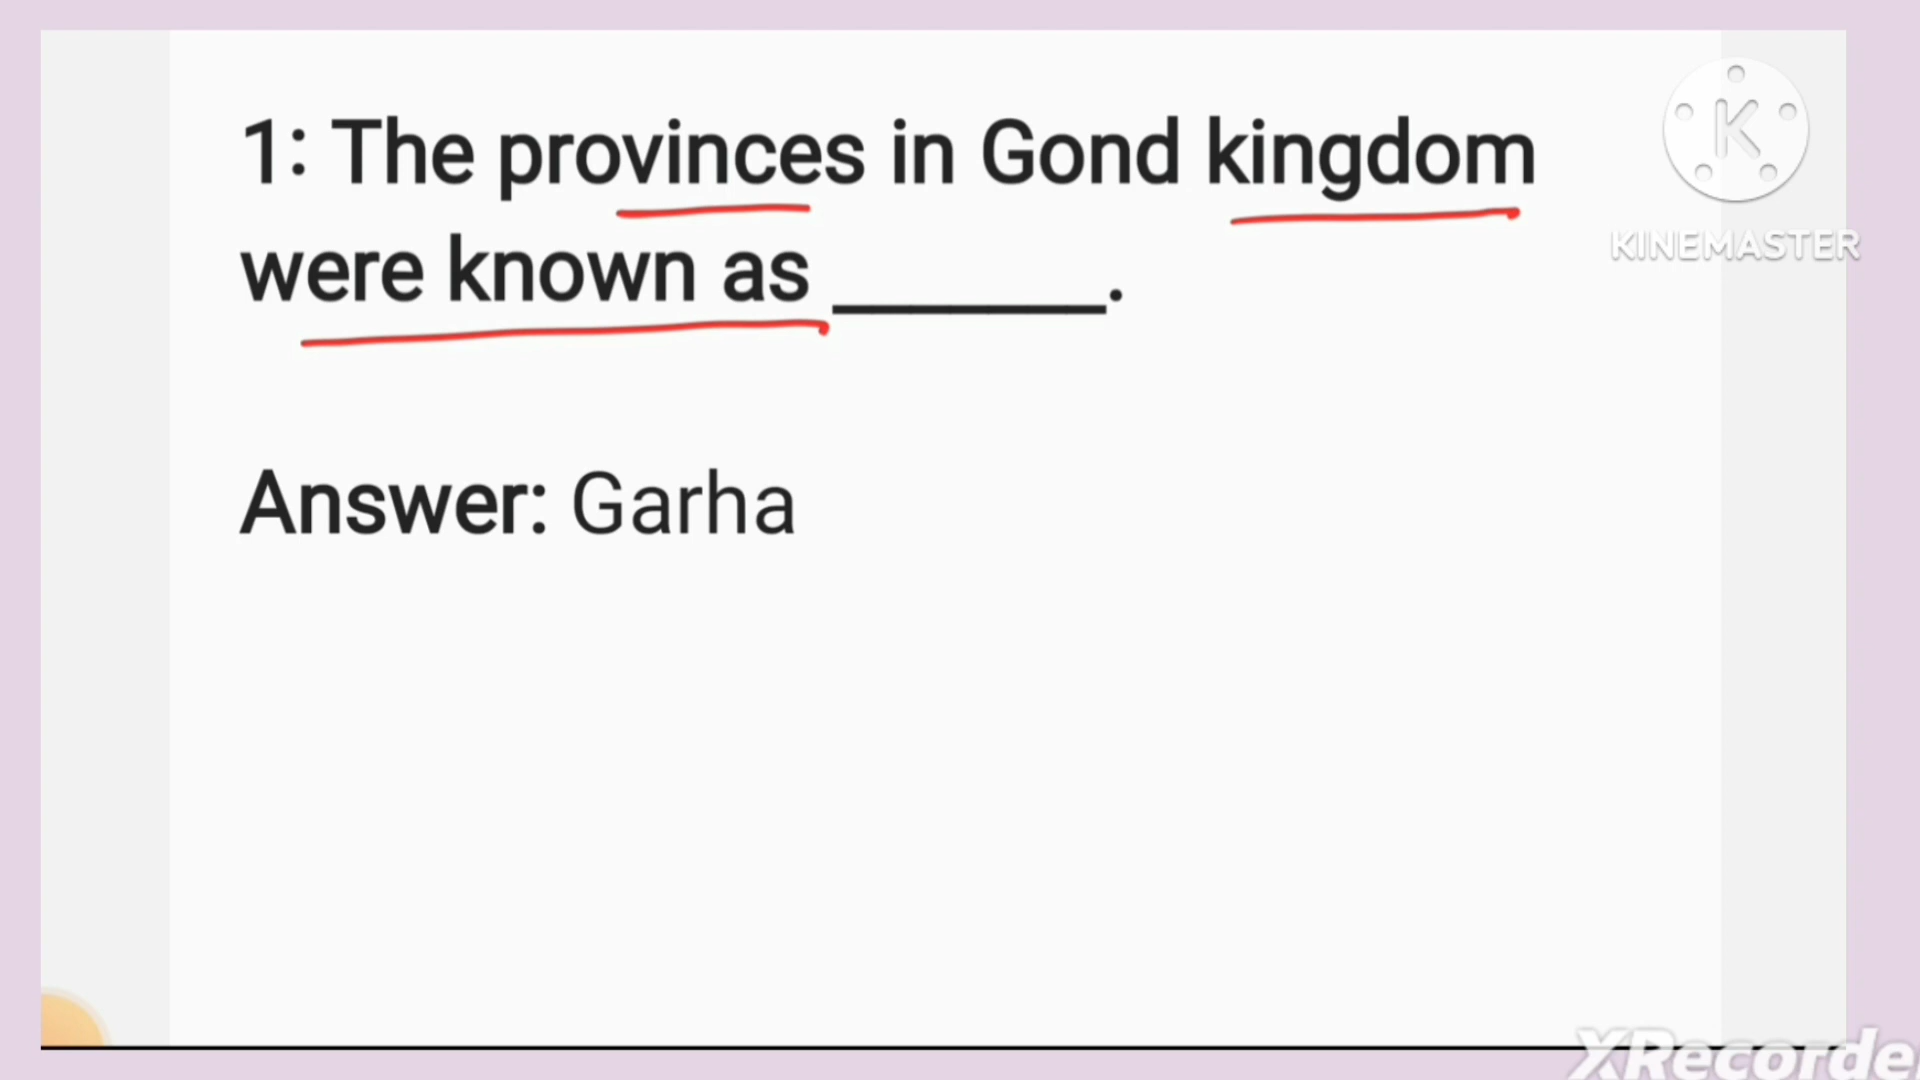 1: The provinces in Gond kingdom
were known as ______.
Answer: Garha
K
KINEMASTER
XRecorde